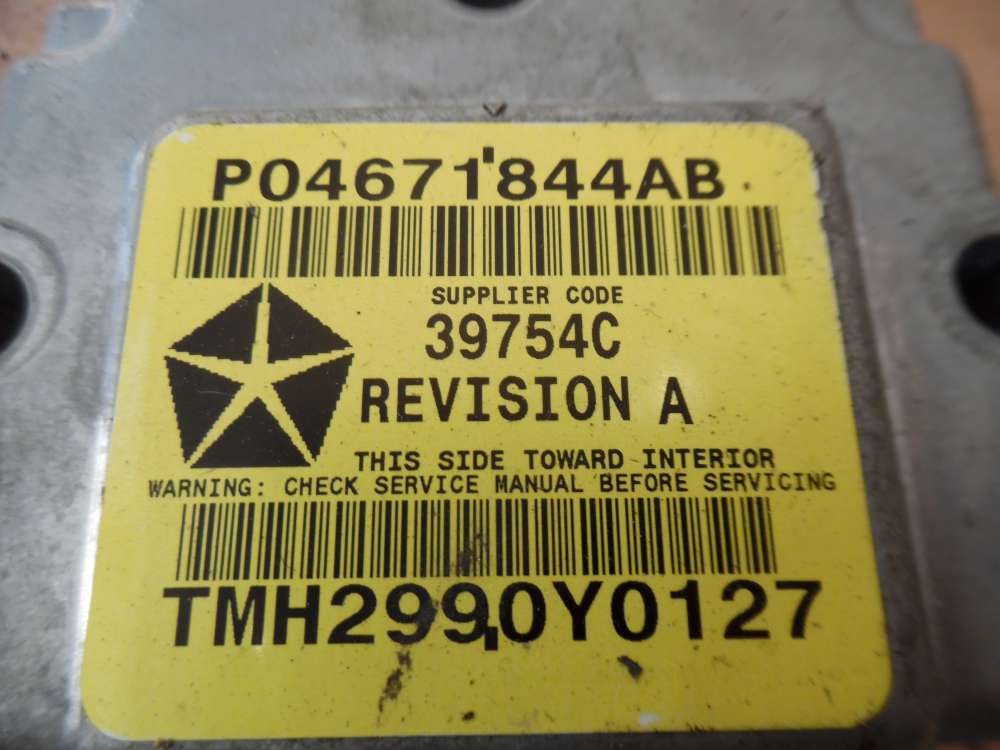 P04671844AB
SUPPLIER CODE
39754C
REVISION A
THIS SIDE TOWARD INTERIOR
WARNING: CHECK SERVICE MANUAL BEFORE SERVICING
TMH2990Y0127